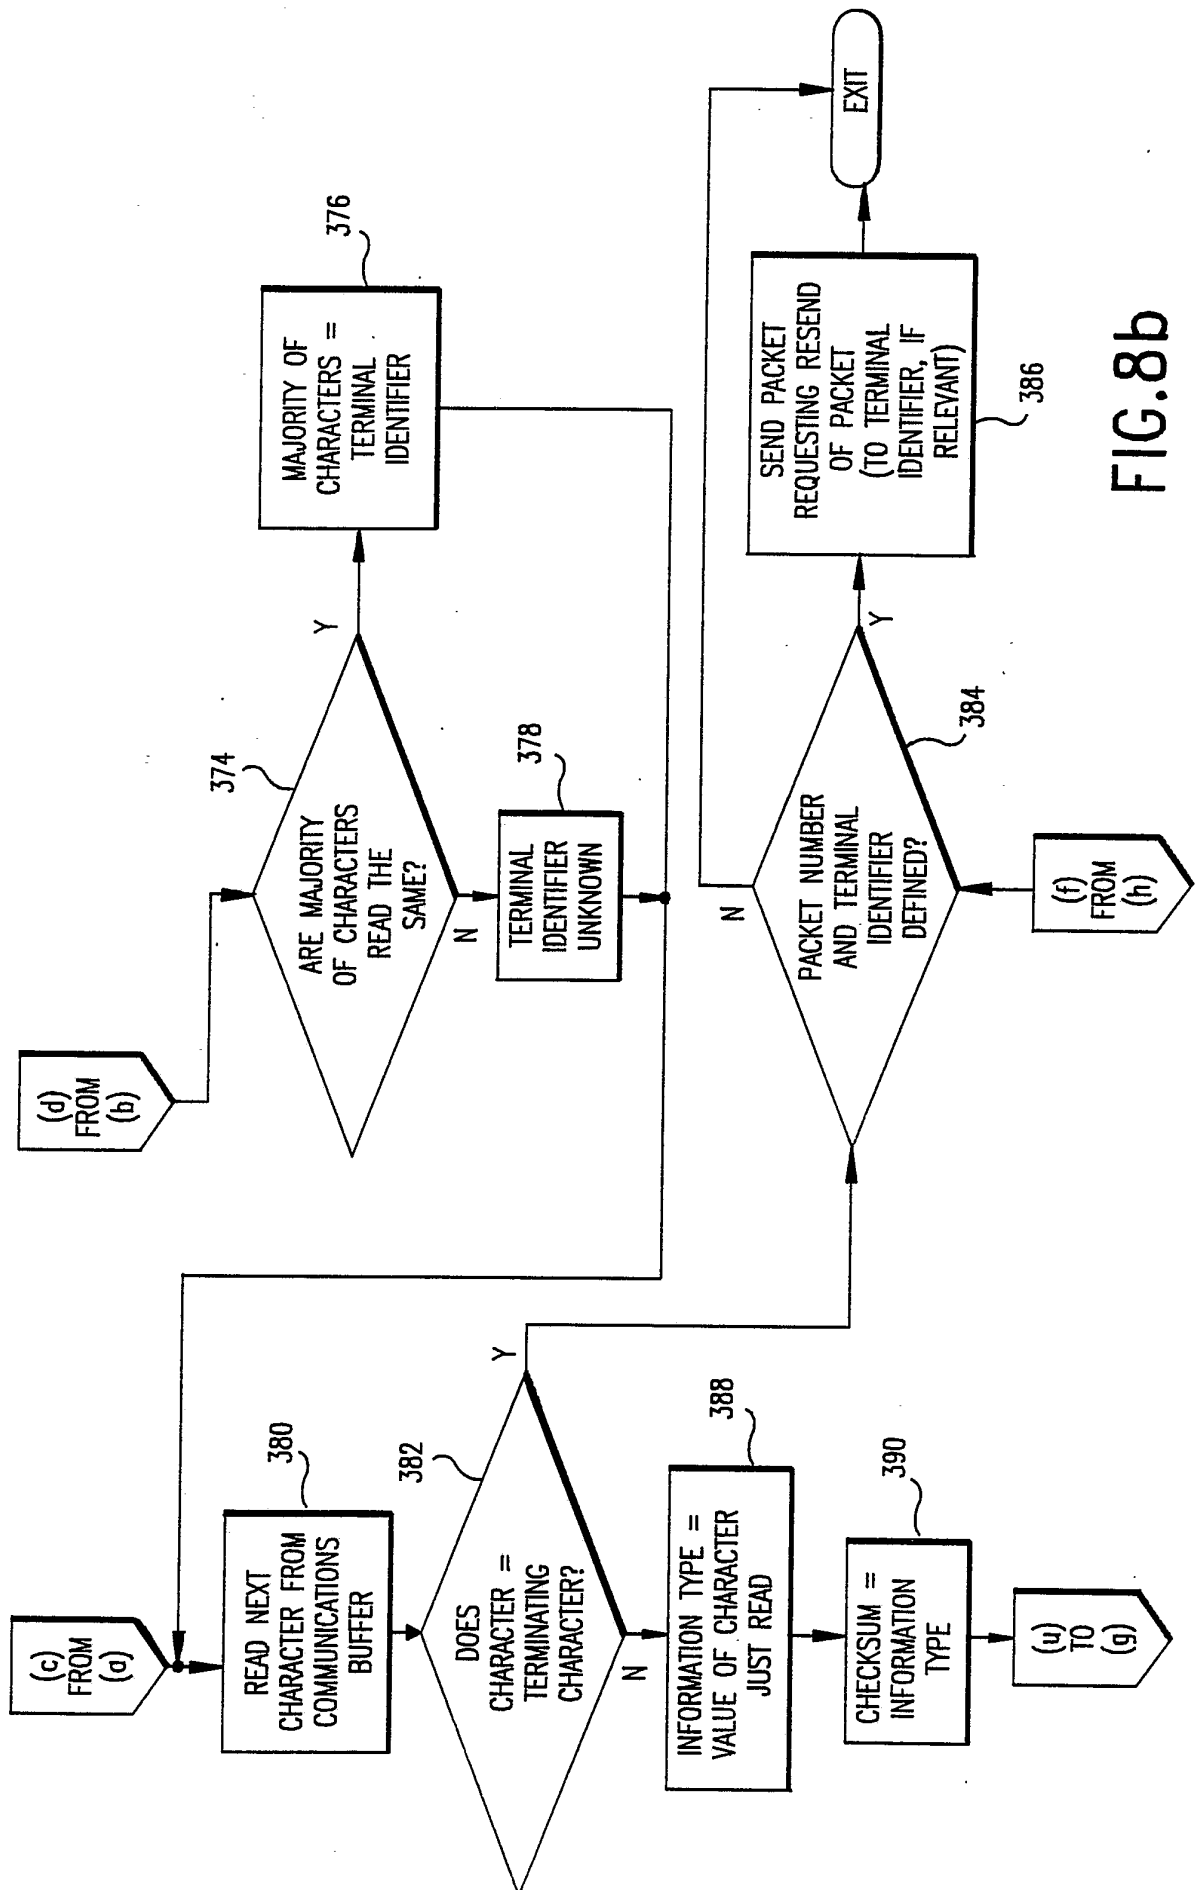 (c)
FROM
(a)
READ NEXT
CHARACTER FROM
COMMUNICATIONS
BUFFER
380
DOES
CHARACTER =
TERMINATING
CHARACTER?
382
Y
N
INFORMATION TYPE =
VALUE OF CHARACTER
JUST READ
388
CHECKSUM =
INFORMATION
TYPE
390
(u)
TO
(g)
(d)
FROM
(b)
ARE MAJORITY
OF CHARACTERS
READ THE
SAME?
374
Y
N
MAJORITY OF
CHARACTERS =
TERMINAL
IDENTIFIER
376
TERMINAL
IDENTIFIER
UNKNOWN
378
PACKET NUMBER
AND TERMINAL
IDENTIFIER
DEFINED?
384
N
Y
(f)
FROM
(h)
SEND PACKET
REQUESTING RESEND
OF PACKET
(TO TERMINAL
IDENTIFIER, IF
RELEVANT)
386
EXIT
FIG.8b